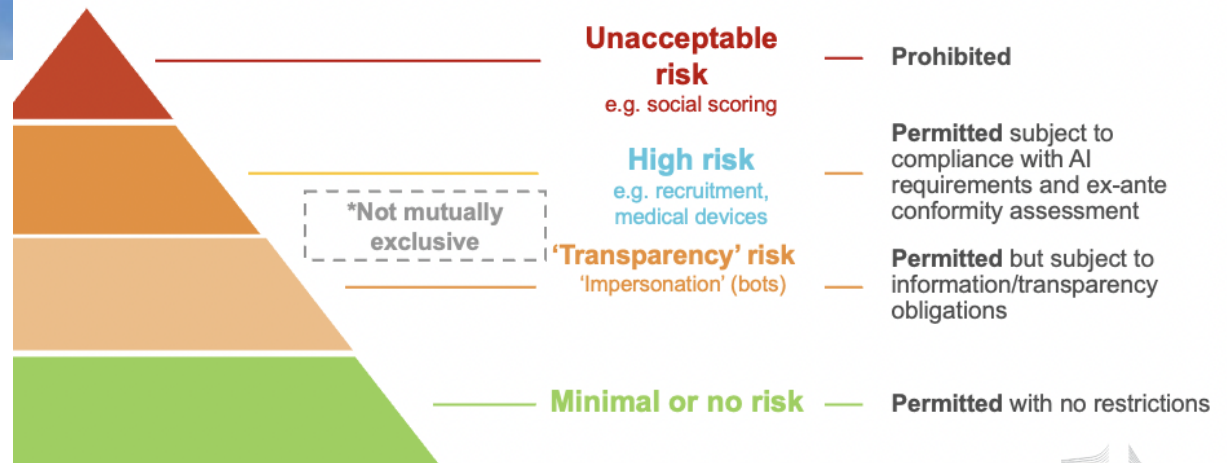 Unacceptable
risk
e.g. social scoring
Prohibited
High risk
e.g. recruitment,
medical devices
Permitted subject to
compliance with AI
requirements and ex-ante
conformity assessment
*Not mutually
exclusive
‘Transparency’ risk
‘Impersonation’ (bots)
Permitted but subject to
information/transparency
obligations
Minimal or no risk
Permitted with no restrictions